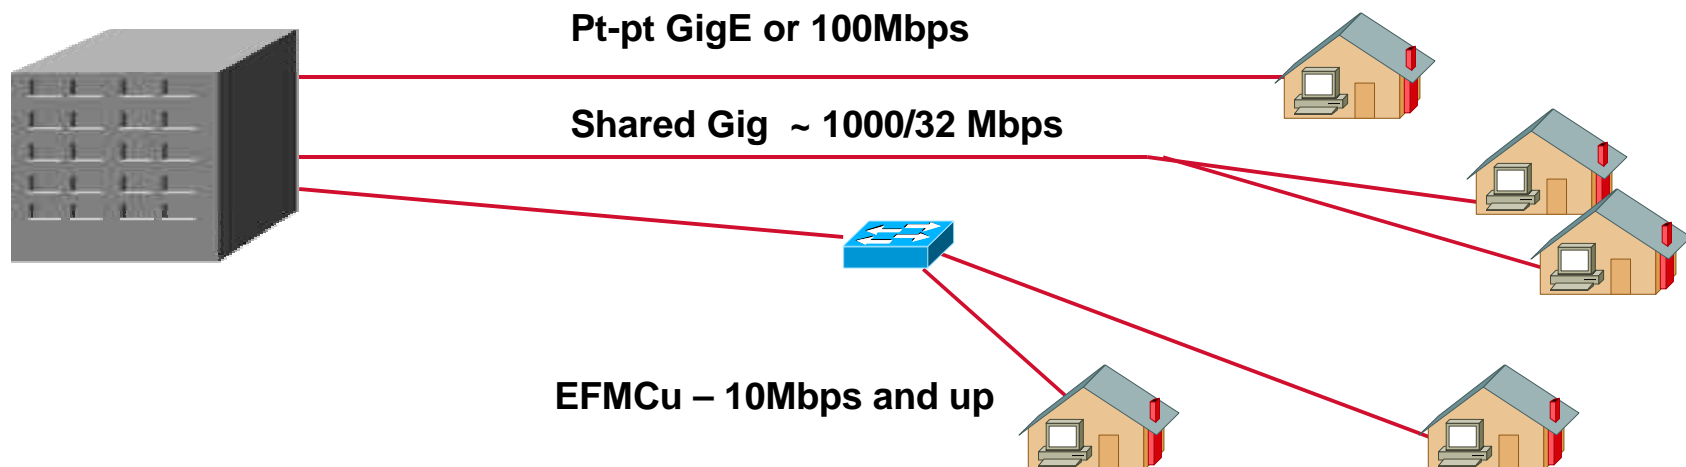 Pt-pt GigE or 100Mbps
Shared Gig ~ 1000/32 Mbps
EFMCu – 10Mbps and up